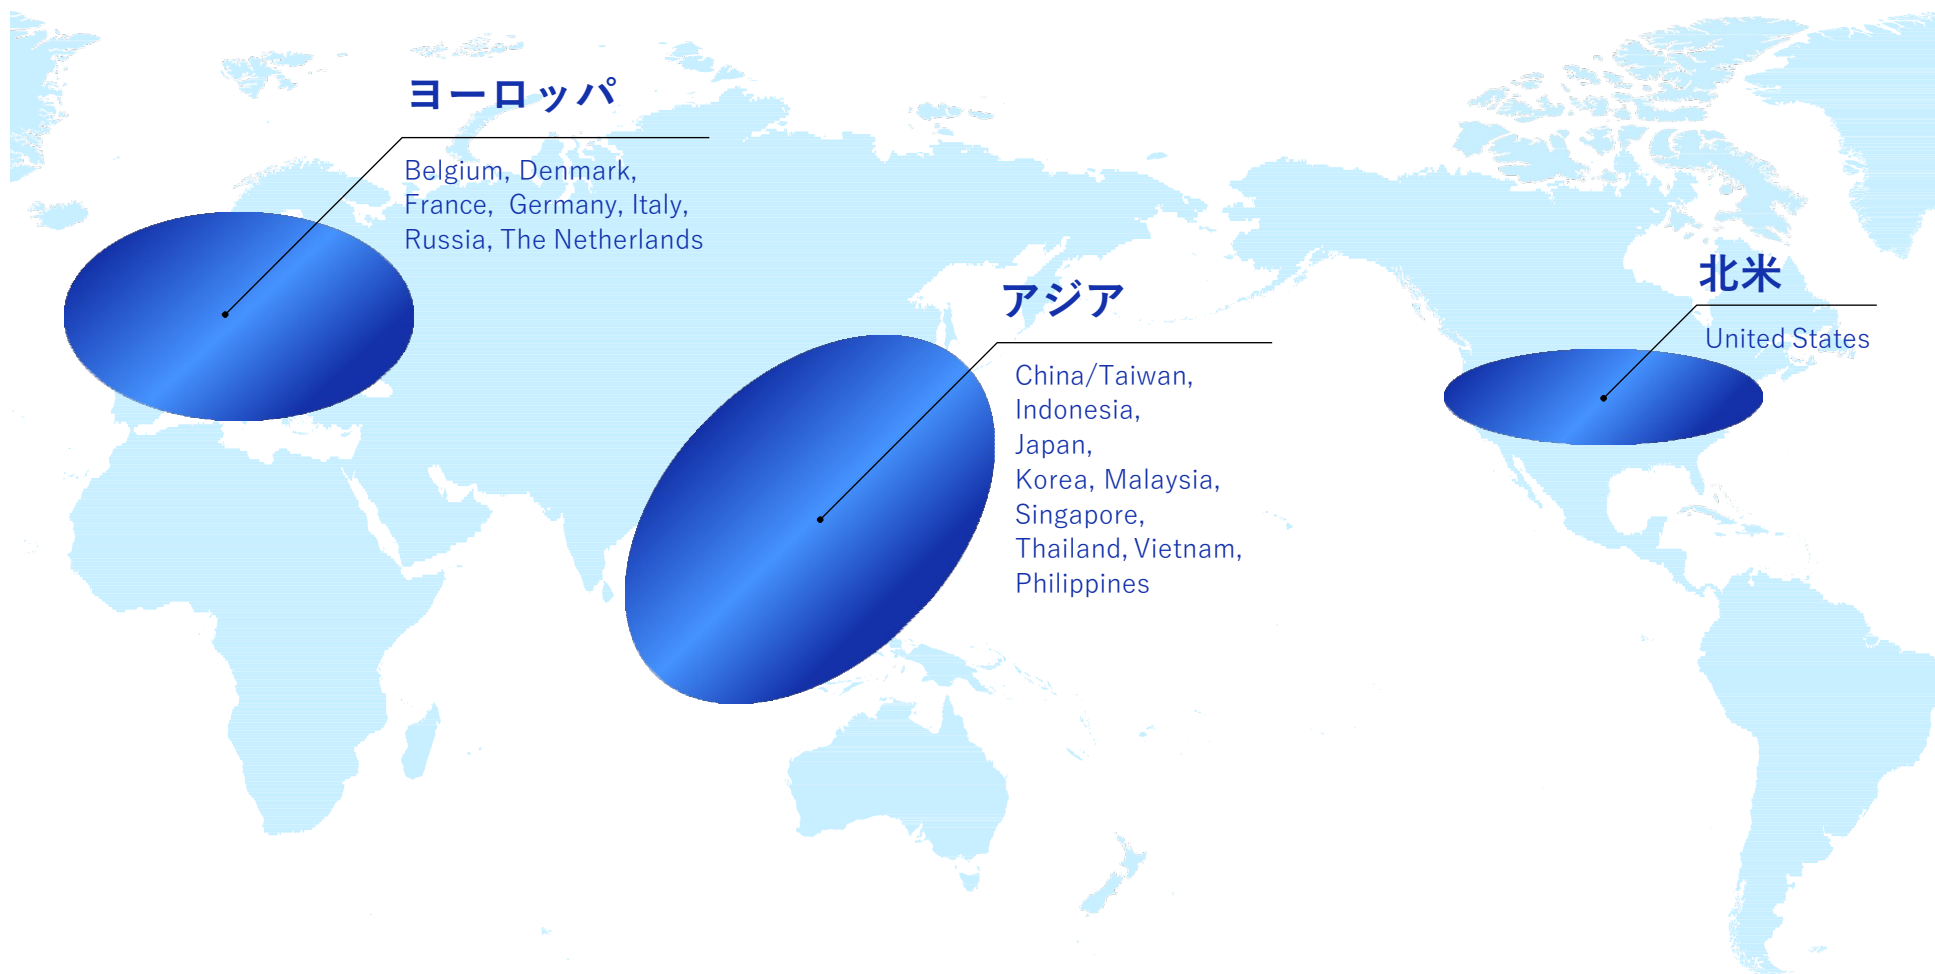 ヨーロッパ
Belgium, Denmark,
France, Germany, Italy,
Russia, The Netherlands
アジア
China/Taiwan,
Indonesia,
Japan,
Korea, Malaysia,
Singapore,
Thailand, Vietnam,
Philippines
北米
United States